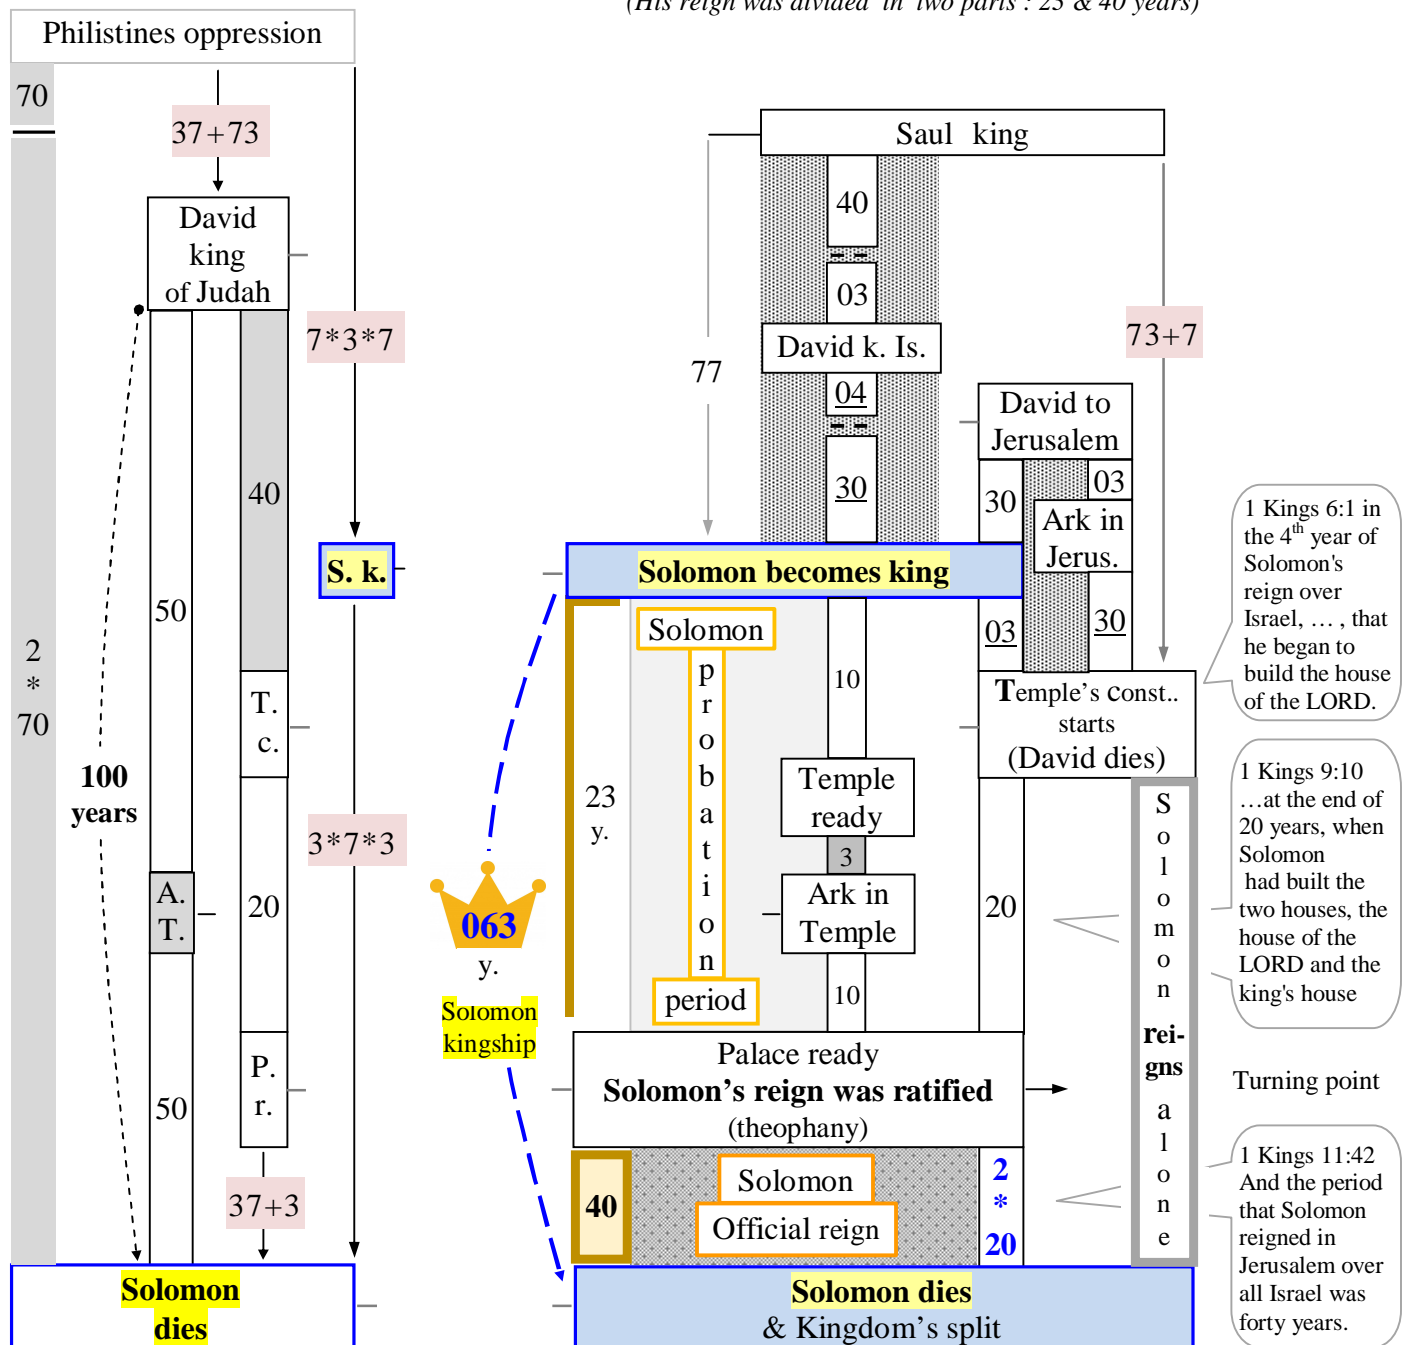 (His reign was divided in two parts : 23 & 40 years)
Philistines oppression
70
37+73
David
king
of Judah
7*3*7
40
S. k.
50
2
*
70
T.
c.
100
years
3*7*3
A.
T.
20
P.
r.
50
37+3
Solomon
dies
Saul king
40
03
David k. Is.
04
30
77
73+7
David to
Jerusalem
30
03
Ark in
Jerus.
Solomon becomes king
03
30
Solomon
p
r
o
b
a
t
i
o
n
period
23
y.
10
Temple
ready
3
Ark in
Temple
10
063
y.
Solomon
kingship
Temple’s const..
starts
(David dies)
20
S
o
l
o
m
o
n
rei-
gns
a
l
o
n
e
Palace ready
Solomon’s reign was ratified
(theophany)
40
Solomon
Official reign
2
*
20
Solomon dies
& Kingdom’s split
1 Kings 6:1 in
the 4th year of
Solomon's
reign over
Israel, … , that
he began to
build the house
of the LORD.
1 Kings 9:10
…at the end of
20 years, when
Solomon
had built the
two houses, the
house of the
LORD and the
king's house
Turning point
1 Kings 11:42
And the period
that Solomon
reigned in
Jerusalem over
all Israel was
forty years.